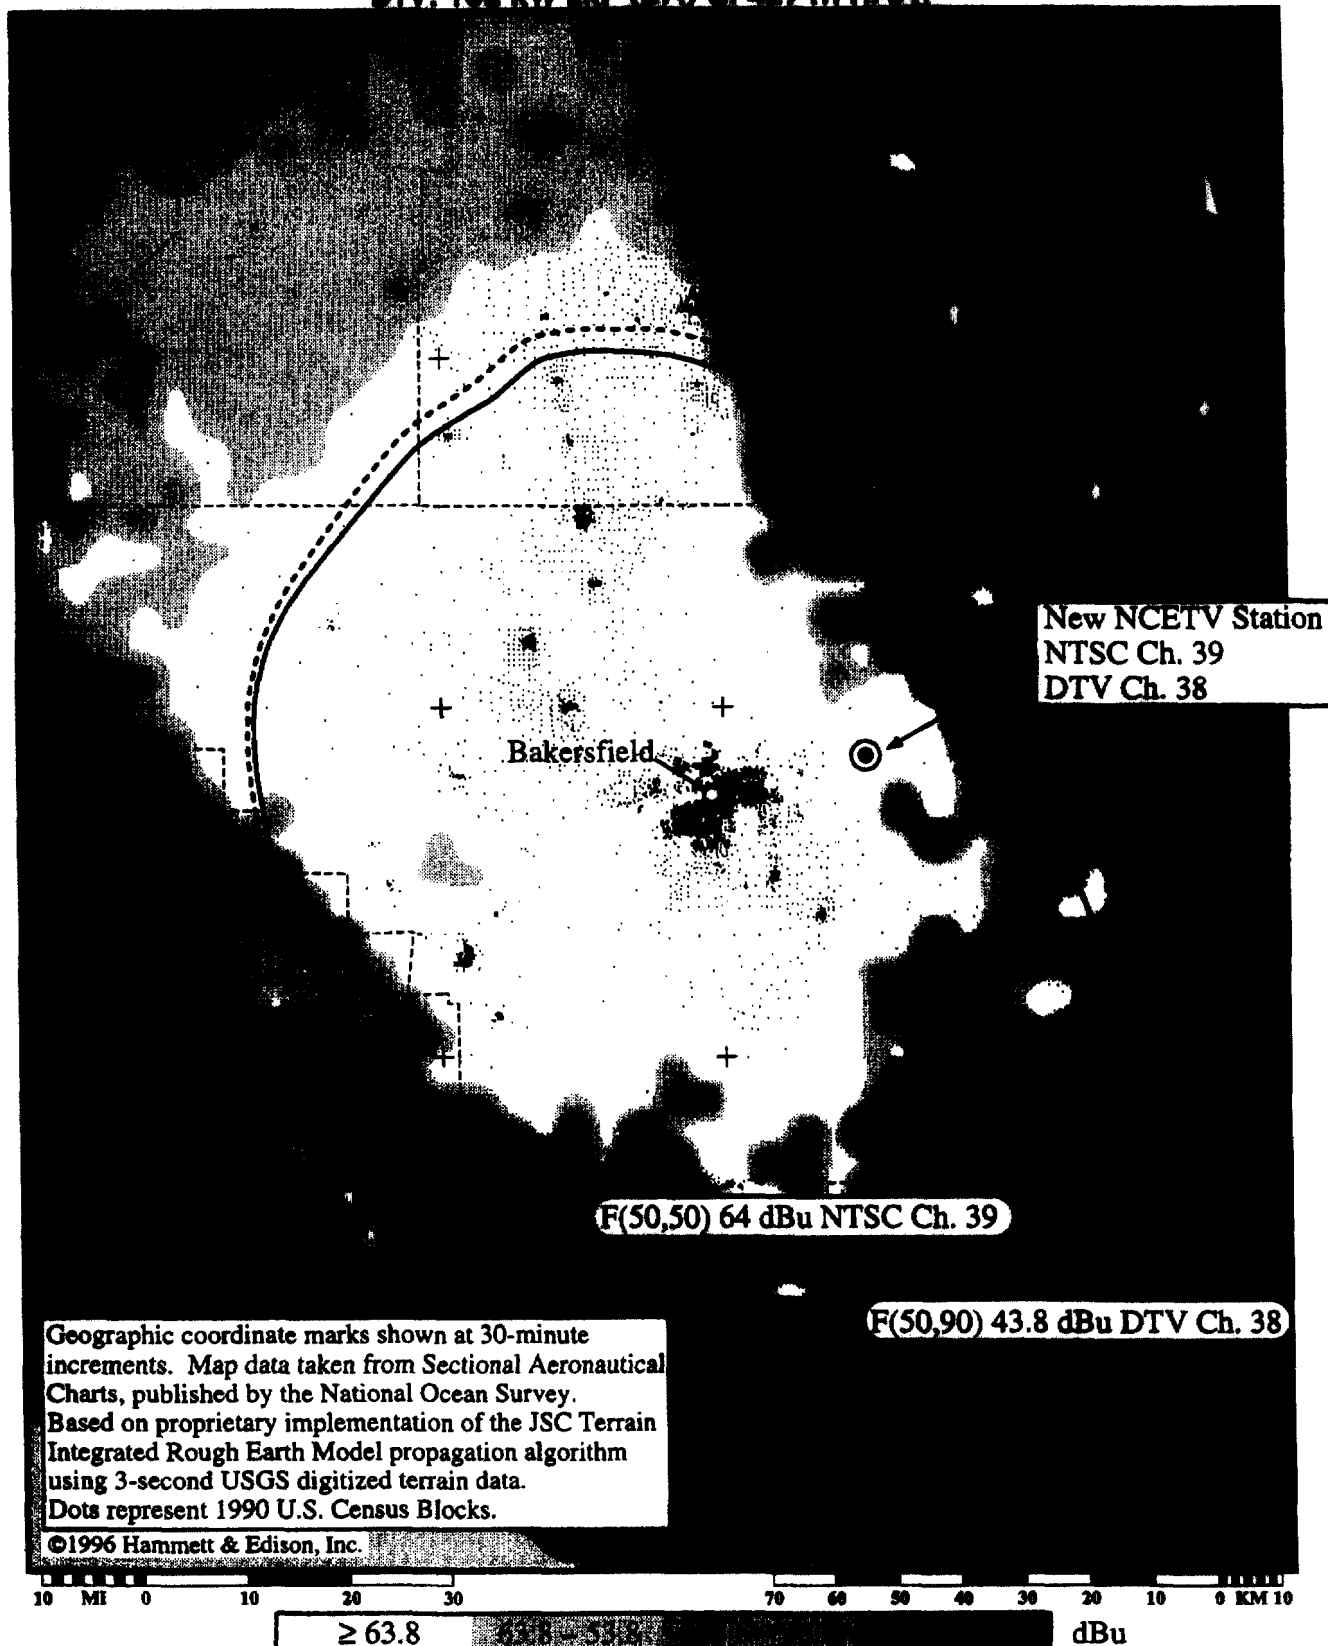 New NCETV Station
NTSC Ch. 39
DTV Ch. 38
Bakersfield
F(50,50) 64 dBu NTSC Ch. 39
F(50,90) 43.8 dBu DTV Ch. 38
Geographic coordinate marks shown at 30-minute
increments. Map data taken from Sectional Aeronautical
Charts, published by the National Ocean Survey.
Based on proprietary implementation of the JSC Terrain
Integrated Rough Earth Model propagation algorithm
using 3-second USGS digitized terrain data.
Dots represent 1990 U.S. Census Blocks.
©1996 Hammett & Edison, Inc.
10 MI 0 10 20 30 70 60 50 40 30 20 10 0 KM 10
≥ 63.8 63.8 – 53.8 dBu